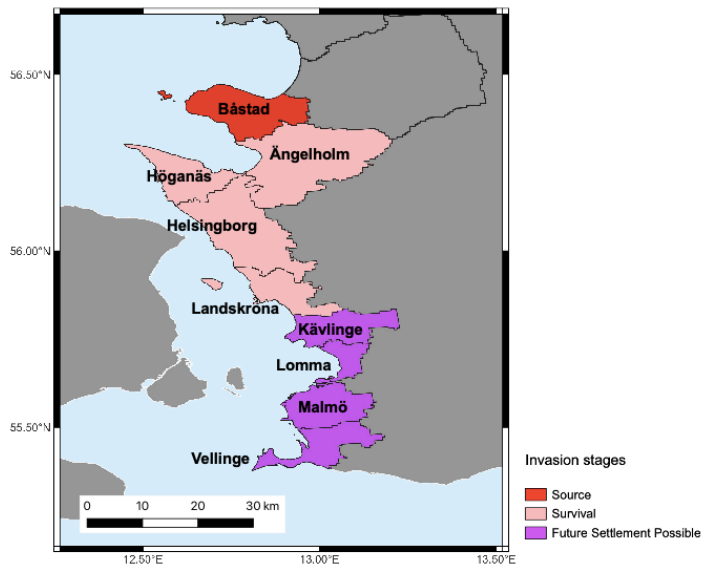 56.50°N
Båstad
Ängelholm
Höganäs
Helsingborg
56.00°N
Landskrona
Kävlinge
Lomma
Malmö
55.50°N
Vellinge
Invasion stages
Source
Survival
Future Settlement Possible
0 10 20 30 km
12.50°E 13.00°E 13.50°E